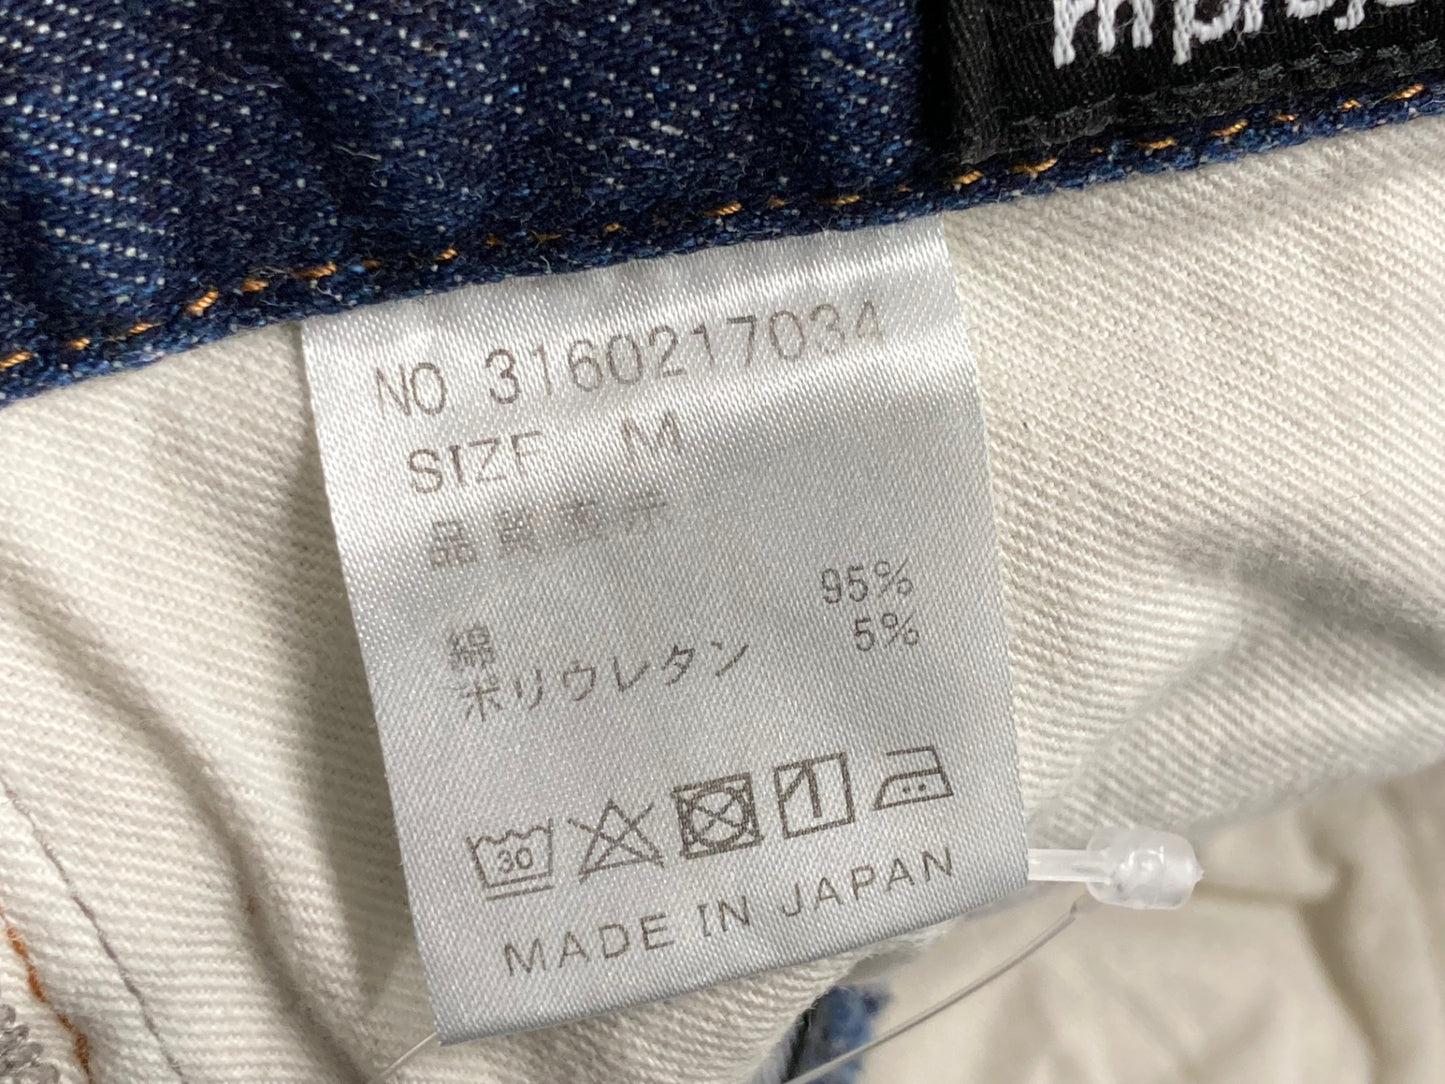 NO 3160217034
SIZE M
品質表示
綿 95%
ポリウレタン 5%
30
MADE IN JAPAN